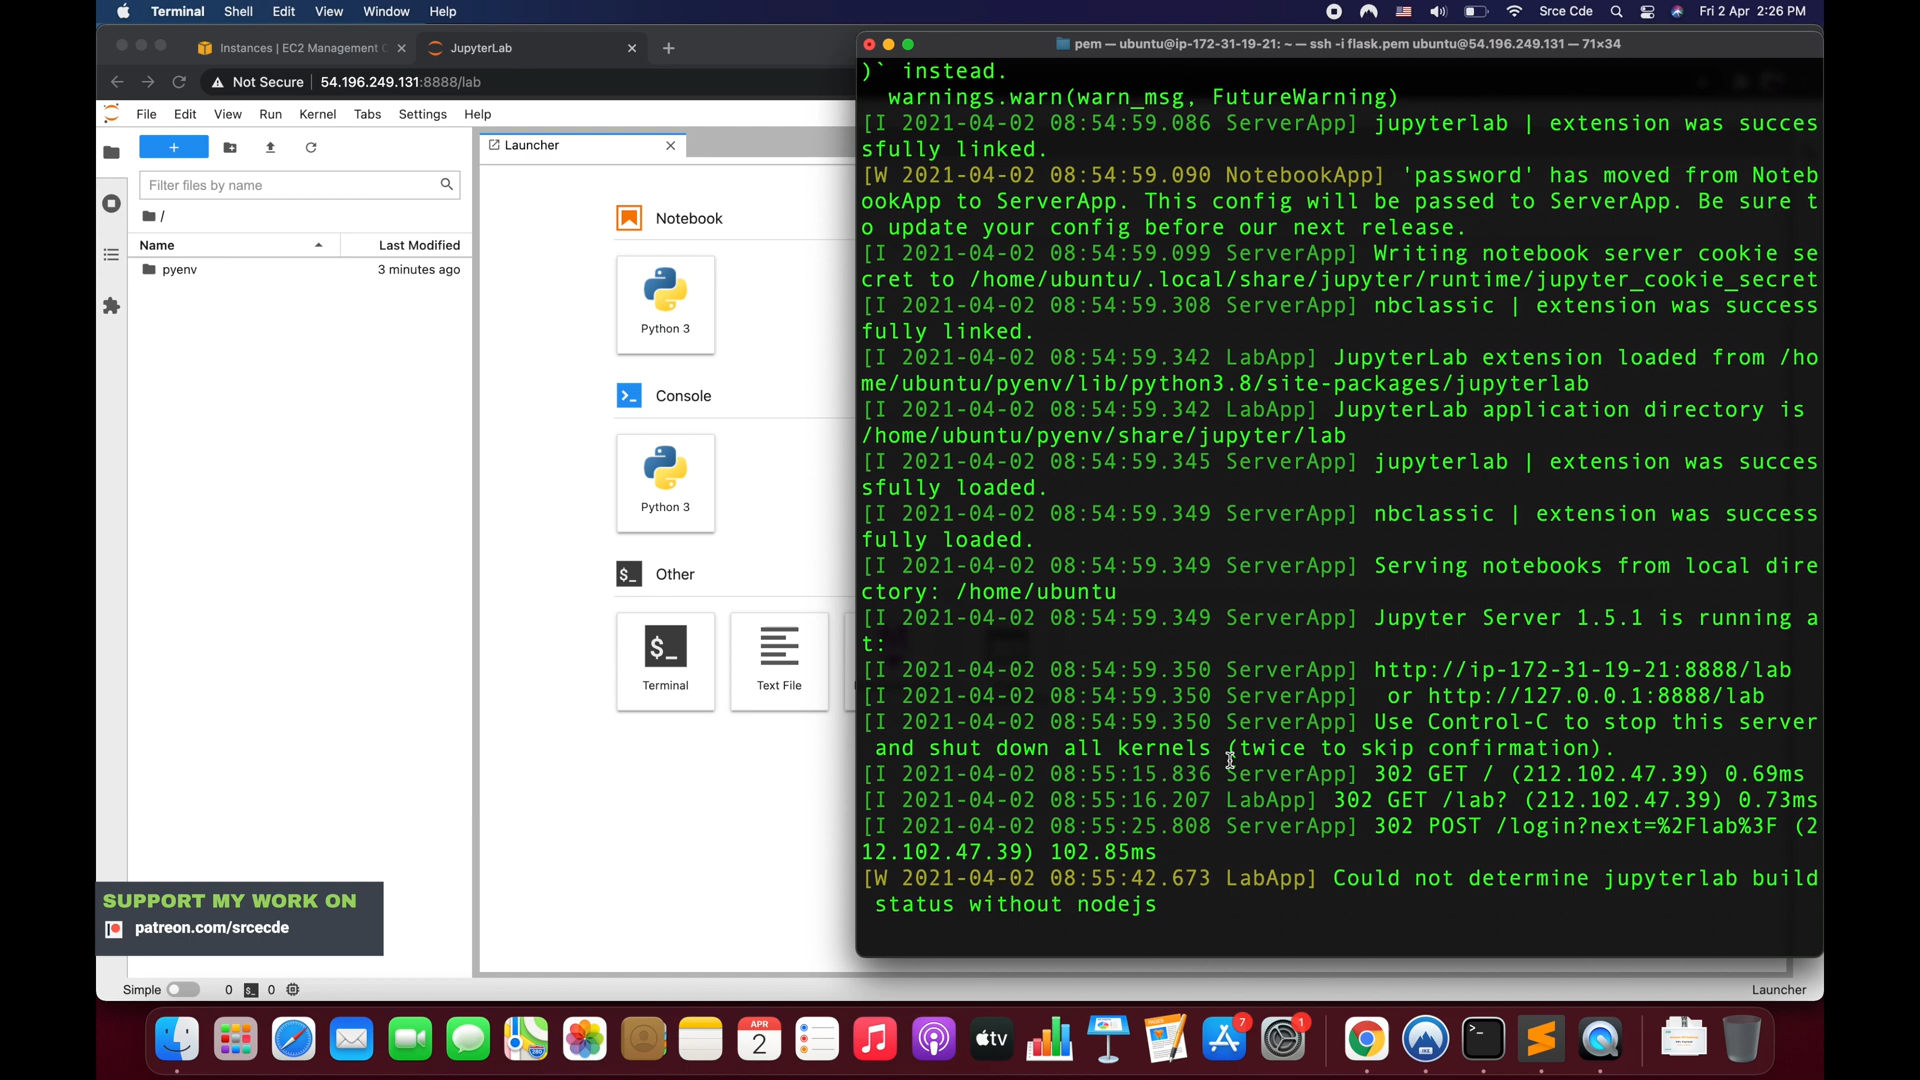 Terminal Shell Edit View Window Help
Srce Cde Fri 2 Apr 2:26 PM
Instances | EC2 Management C
JupyterLab
Not Secure 54.196.249.131:8888/lab
File Edit View Run Kernel Tabs Settings Help
Filter files by name
/
Name Last Modified
pyenv 3 minutes ago
Launcher
Notebook
Python 3
Console
Python 3
Other
$_
Terminal
Text File
pem — ubuntu@ip-172-31-19-21: ~ — ssh -i flask.pem ubuntu@54.196.249.131 — 71×34
)` instead.
warnings.warn(warn_msg, FutureWarning)
[I 2021-04-02 08:54:59.086 ServerApp] jupyterlab | extension was succes
sfully linked.
[W 2021-04-02 08:54:59.090 NotebookApp] 'password' has moved from Noteb
ookApp to ServerApp. This config will be passed to ServerApp. Be sure t
o update your config before our next release.
[I 2021-04-02 08:54:59.099 ServerApp] Writing notebook server cookie se
cret to /home/ubuntu/.local/share/jupyter/runtime/jupyter_cookie_secret
[I 2021-04-02 08:54:59.308 ServerApp] nbclassic | extension was success
fully linked.
[I 2021-04-02 08:54:59.342 LabApp] JupyterLab extension loaded from /ho
me/ubuntu/pyenv/lib/python3.8/site-packages/jupyterlab
[I 2021-04-02 08:54:59.342 LabApp] JupyterLab application directory is
/home/ubuntu/pyenv/share/jupyter/lab
[I 2021-04-02 08:54:59.345 ServerApp] jupyterlab | extension was succes
sfully loaded.
[I 2021-04-02 08:54:59.349 ServerApp] nbclassic | extension was success
fully loaded.
[I 2021-04-02 08:54:59.349 ServerApp] Serving notebooks from local dire
ctory: /home/ubuntu
[I 2021-04-02 08:54:59.349 ServerApp] Jupyter Server 1.5.1 is running a
t:
[I 2021-04-02 08:54:59.350 ServerApp] http://ip-172-31-19-21:8888/lab
[I 2021-04-02 08:54:59.350 ServerApp] or http://127.0.0.1:8888/lab
[I 2021-04-02 08:54:59.350 ServerApp] Use Control-C to stop this server
and shut down all kernels (twice to skip confirmation).
[I 2021-04-02 08:55:15.836 ServerApp] 302 GET / (212.102.47.39) 0.69ms
[I 2021-04-02 08:55:16.207 LabApp] 302 GET /lab? (212.102.47.39) 0.73ms
[I 2021-04-02 08:55:25.808 ServerApp] 302 POST /login?next=%2Flab%3F (2
12.102.47.39) 102.85ms
[W 2021-04-02 08:55:42.673 LabApp] Could not determine jupyterlab build
status without nodejs
SUPPORT MY WORK ON
patreon.com/srcecde
Simple 0 $_ 0 Launcher
APR
2
tv
7
1